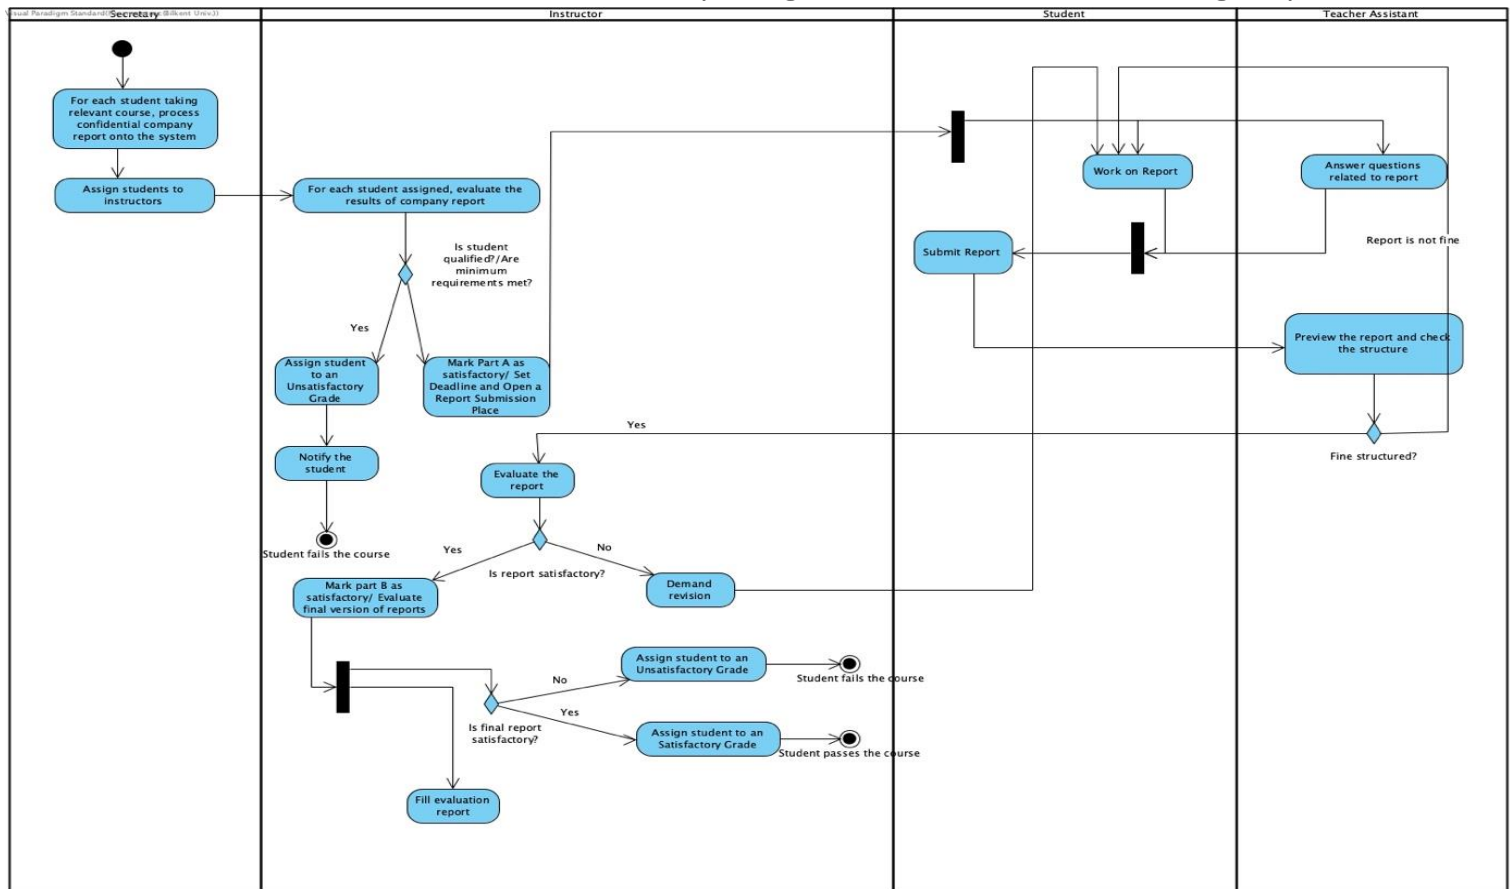 Secretary
Instructor
Student
Teacher Assistant
For each student taking
relevant course, process
confidential company
report onto the system
Assign students to
instructors
For each student assigned, evaluate the
results of company report
Is student
qualified?/Are
minimum
requirements met?
Yes
Assign student
to an
Unsatisfactory
Grade
Mark Part A as
satisfactory/ Set
Deadline and Open a
Report Submission
Place
Notify the
student
Student fails the course
Work on Report
Answer questions
related to report
Submit Report
Report is not fine
Preview the report and check
the structure
Fine structured?
Yes
Evaluate the
report
Yes
No
Is report satisfactory?
Mark part B as
satisfactory/ Evaluate
final version of reports
Demand
revision
Is final report
satisfactory?
No
Yes
Assign student to an
Unsatisfactory Grade
Student fails the course
Assign student to an
Satisfactory Grade
Student passes the course
Fill evaluation
report